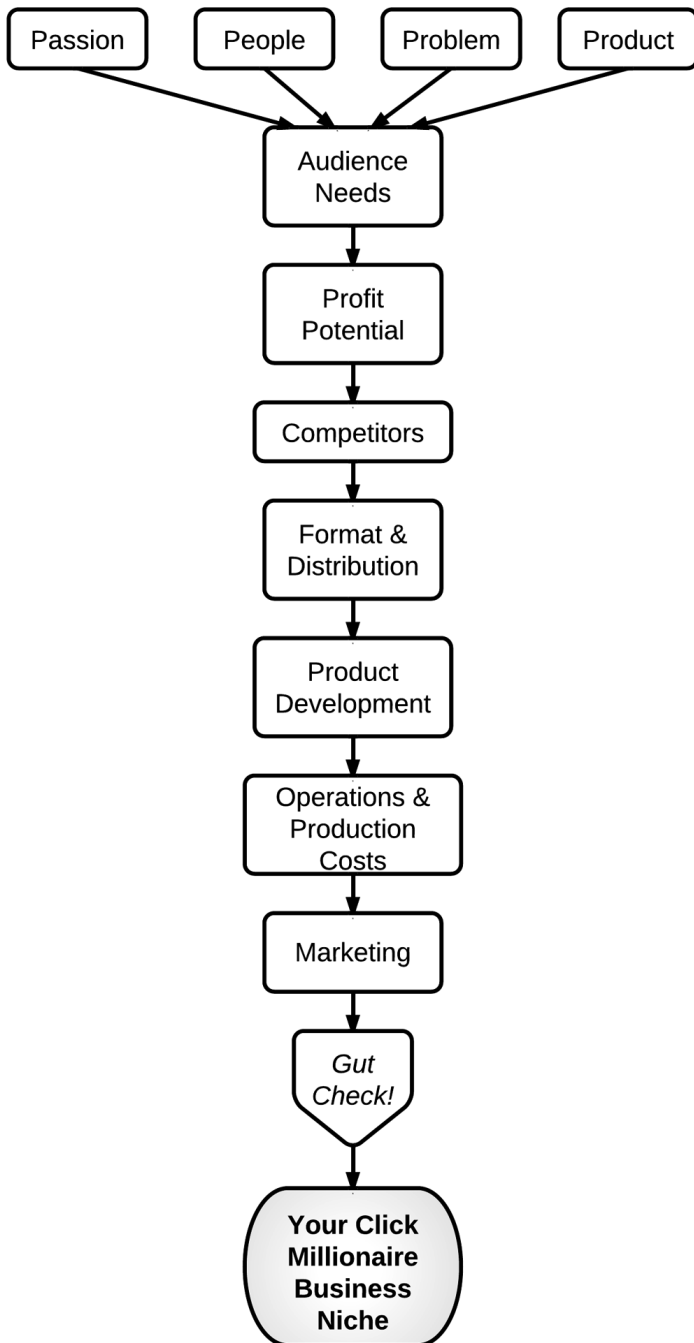 Passion
People
Problem
Product
Audience
Needs
Profit
Potential
Competitors
Format &
Distribution
Product
Development
Operations &
Production
Costs
Marketing
Gut
Check!
Your Click
Millionaire
Business
Niche